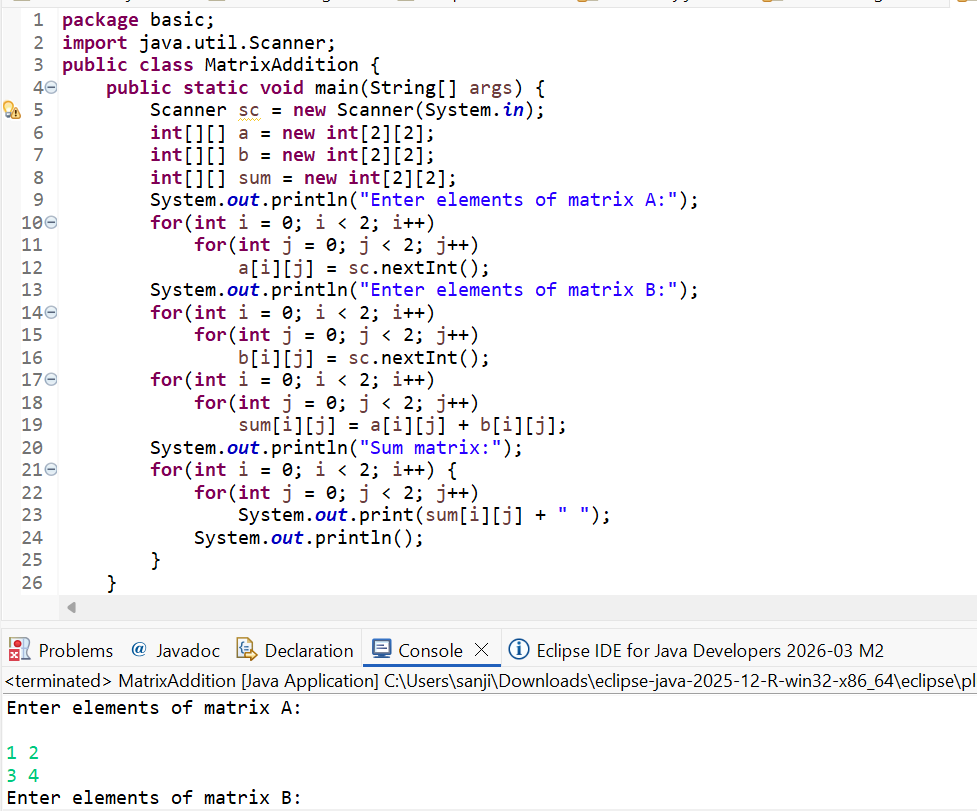 1 package basic;
2 import java.util.Scanner;
3 public class MatrixAddition {
4     public static void main(String[] args) {
5         Scanner sc = new Scanner(System.in);
6         int[][] a = new int[2][2];
7         int[][] b = new int[2][2];
8         int[][] sum = new int[2][2];
9         System.out.println("Enter elements of matrix A:");
10         for(int i = 0; i < 2; i++)
11             for(int j = 0; j < 2; j++)
12                 a[i][j] = sc.nextInt();
13         System.out.println("Enter elements of matrix B:");
14         for(int i = 0; i < 2; i++)
15             for(int j = 0; j < 2; j++)
16                 b[i][j] = sc.nextInt();
17         for(int i = 0; i < 2; i++)
18             for(int j = 0; j < 2; j++)
19                 sum[i][j] = a[i][j] + b[i][j];
20         System.out.println("Sum matrix:");
21         for(int i = 0; i < 2; i++) {
22             for(int j = 0; j < 2; j++)
23                 System.out.print(sum[i][j] + " ");
24             System.out.println();
25         }
26     }
Problems @ Javadoc Declaration Console Eclipse IDE for Java Developers 2026-03 M2
<terminated> MatrixAddition [Java Application] C:\Users\sanji\Downloads\eclipse-java-2025-12-R-win32-x86_64\eclipse\pl
Enter elements of matrix A:
1 2
3 4
Enter elements of matrix B: